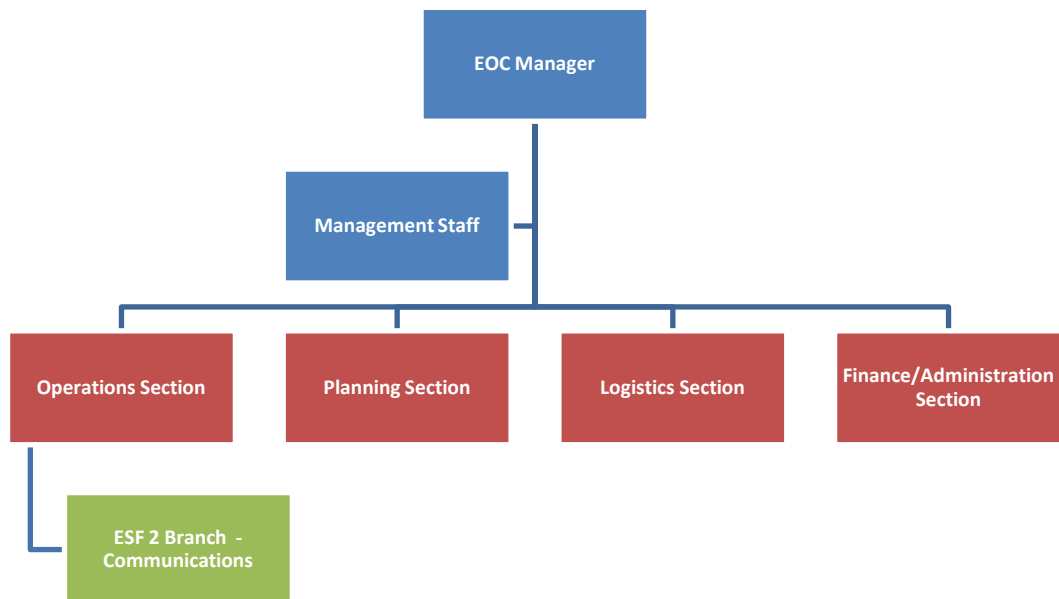 EOC Manager
Management Staff
Operations Section
Planning Section
Logistics Section
Finance/Administration
Section
ESF 2 Branch -
Communications